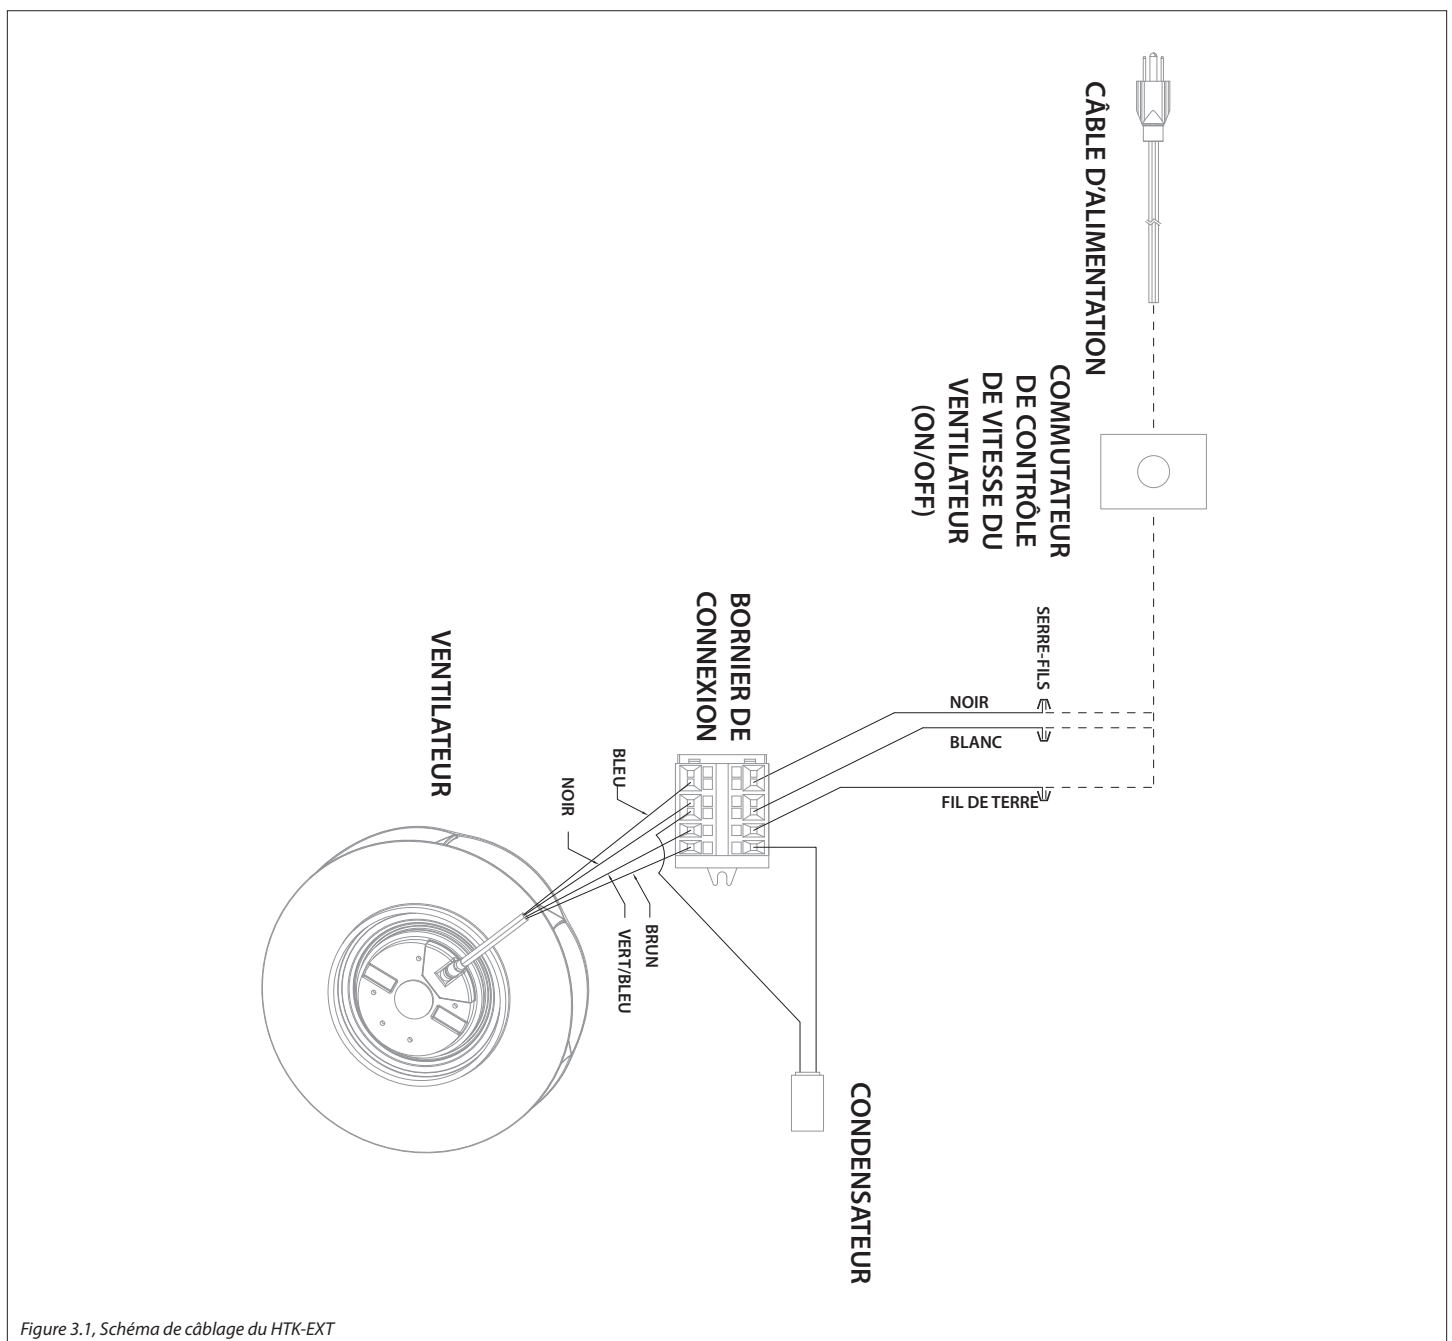 CÂBLE D'ALIMENTATION
COMMUTATEUR
DE CONTRÔLE
DE VITESSE DU
VENTILATEUR
(ON/OFF)
SERRE-FILS
NOIR
BLANC
FIL DE TERRE
BORNIER DE
CONNEXION
VENTILATEUR
BLEU
NOIR
BRUN
VERT/BLEU
CONDENSATEUR
Figure 3.1, Schéma de câblage du HTK-EXT